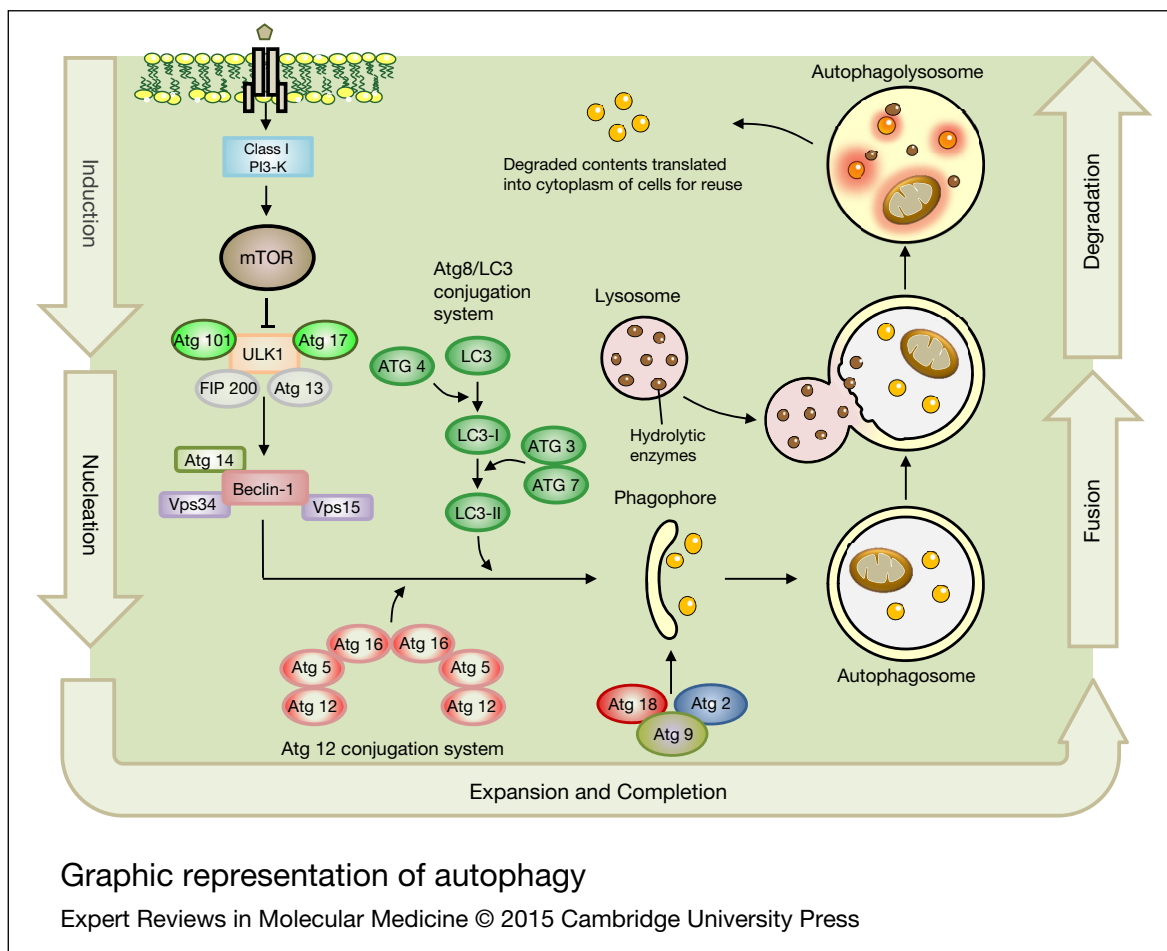 Induction
Nucleation
Expansion and Completion
Fusion
Degradation
Class I
PI3-K
mTOR
Atg 101
Atg 17
ULK1
FIP 200
Atg 13
Atg 14
Beclin-1
Vps34
Vps15
Atg8/LC3
conjugation
system
ATG 4
LC3
LC3-I
ATG 3
ATG 7
LC3-II
Atg 16
Atg 16
Atg 5
Atg 5
Atg 12
Atg 12
Atg 12 conjugation system
Phagophore
Atg 18
Atg 2
Atg 9
Autophagosome
Lysosome
Hydrolytic
enzymes
Autophagolysosome
Degraded contents translated
into cytoplasm of cells for reuse
Graphic representation of autophagy
Expert Reviews in Molecular Medicine © 2015 Cambridge University Press